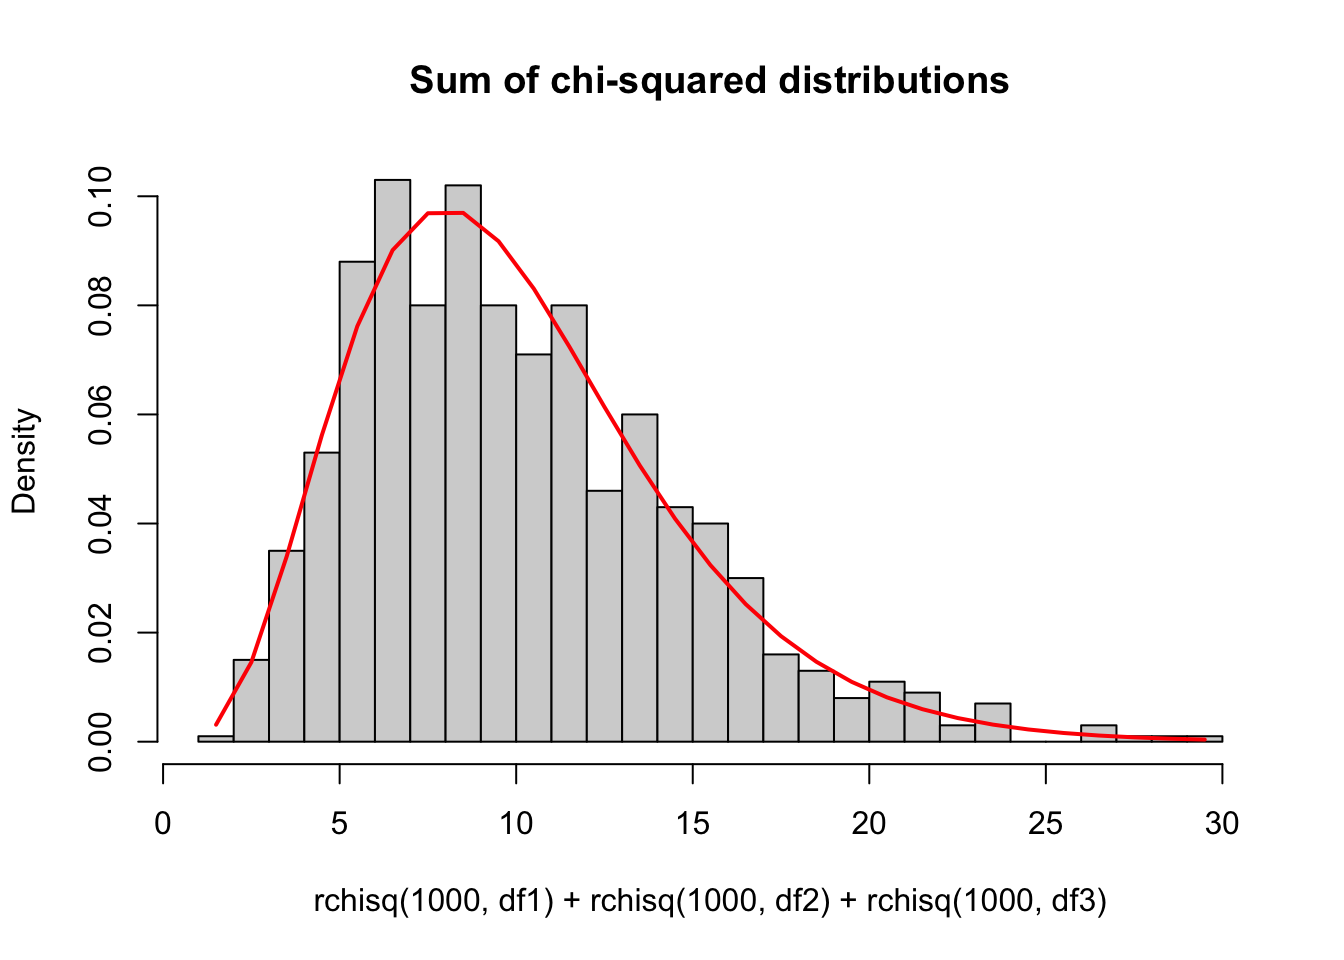 Sum of chi-squared distributions
Density
0.10
0.08
0.06
0.04
0.02
0.00
0 5 10 15 20 25 30
rchisq(1000, df1) + rchisq(1000, df2) + rchisq(1000, df3)